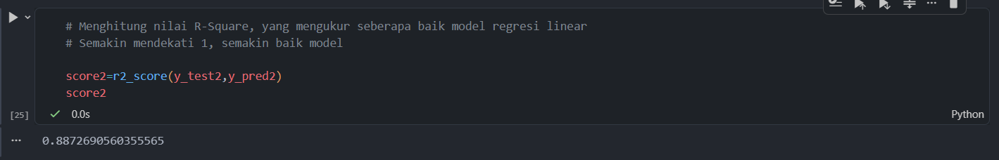 # Menghitung nilai R-Square, yang mengukur seberapa baik model regresi linear
# Semakin mendekati 1, semakin baik model
score2=r2_score(y_test2,y_pred2)
score2
[25]
0.0s
Python
0.8872690560355565